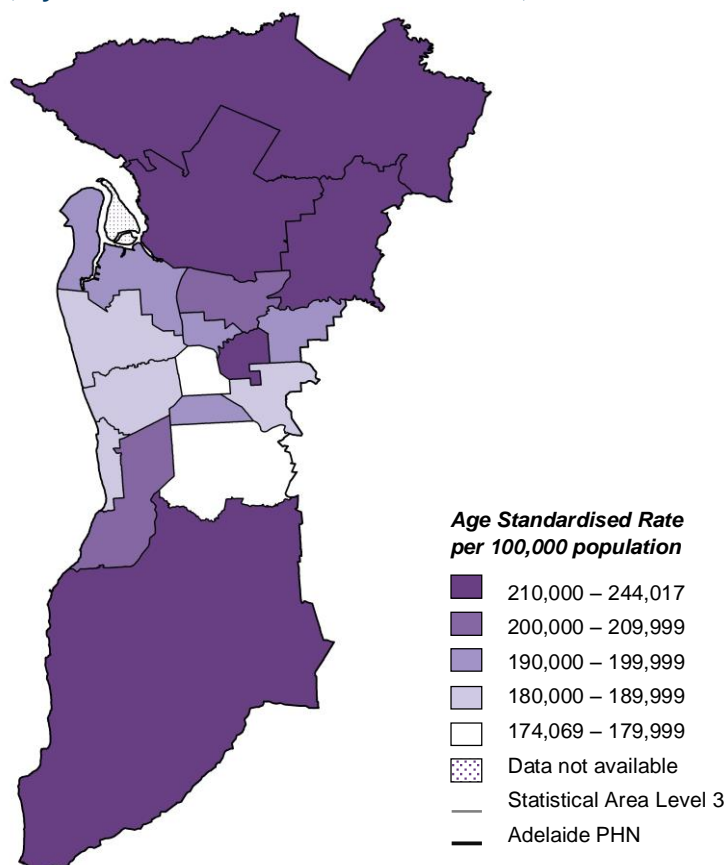 Age Standardised Rate
per 100,000 population
210,000 – 244,017
200,000 – 209,999
190,000 – 199,999
180,000 – 189,999
174,069 – 179,999
Data not available
Statistical Area Level 3
Adelaide PHN